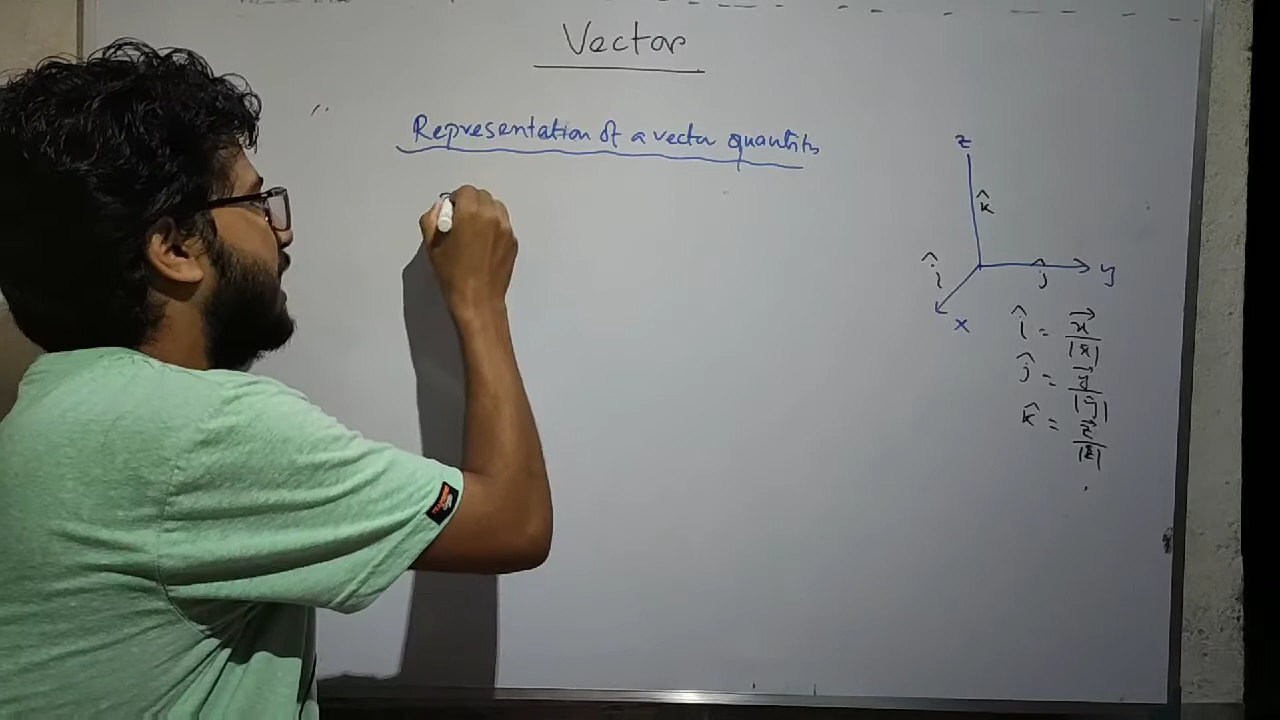 Vector
Representation of a vector quantity
z
k̂
î
ĵ
y
x
î = x⃗ / |x⃗|
ĵ = y⃗ / |y⃗|
k̂ = z⃗ / |z⃗|